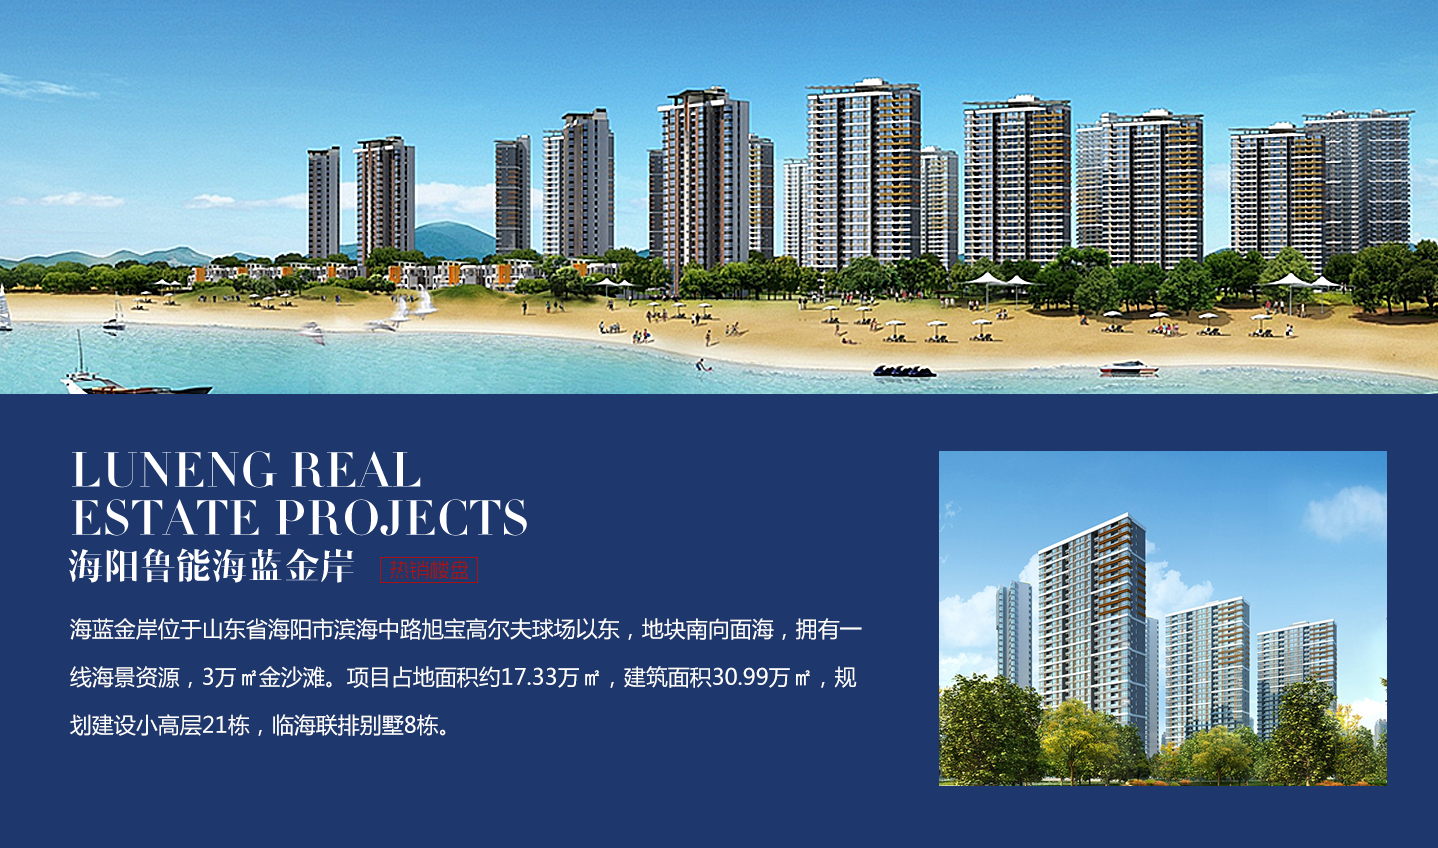 LUNENG REAL
ESTATE PROJECTS
海阳鲁能海蓝金岸 热销楼盘
海蓝金岸位于山东省海阳市滨海中路旭宝高尔夫球场以东，地块南向面海，拥有一
线海景资源，3万㎡金沙滩。项目占地面积约17.33万㎡，建筑面积30.99万㎡，规
划建设小高层21栋，临海联排别墅8栋。